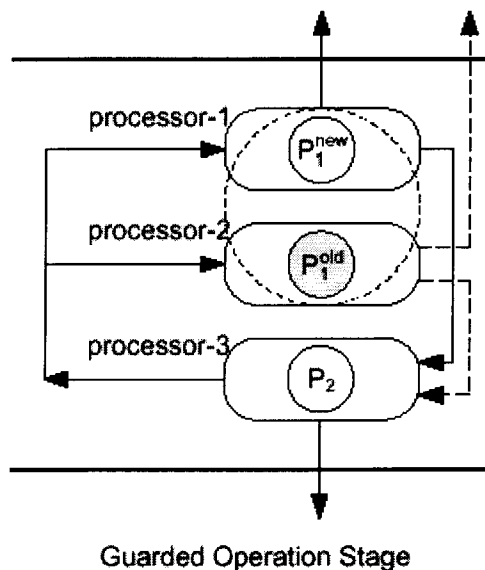 processor-1
P₁ⁿᵉʷ
processor-2
P₁ᵒˡᵈ
processor-3
P₂
Guarded Operation Stage